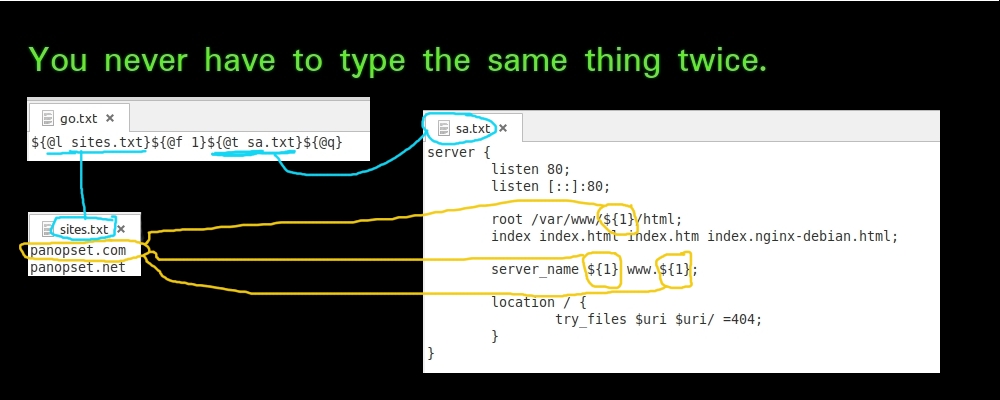 You never have to type the same thing twice.
go.txt
${@l sites.txt}${@f 1}${@t sa.txt}${@q}
sites.txt
panopset.com
panopset.net
sa.txt
server {
        listen 80;
        listen [::]:80;

        root /var/www/${1}/html;
        index index.html index.htm index.nginx-debian.html;

        server_name ${1} www.${1};

        location / {
                try_files $uri $uri/ =404;
        }
}